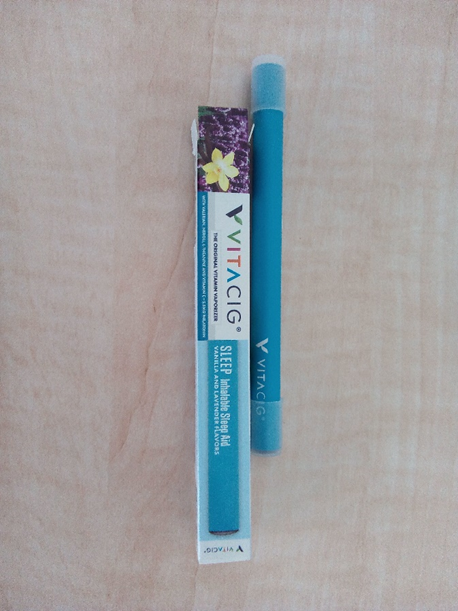 VITACIG®
THE ORIGINAL VITAMIN VAPORIZER
SLEEP Inhalable Sleep Aid
VANILLA AND LAVENDER FLAVORS
VITACIG®
VITACIG®